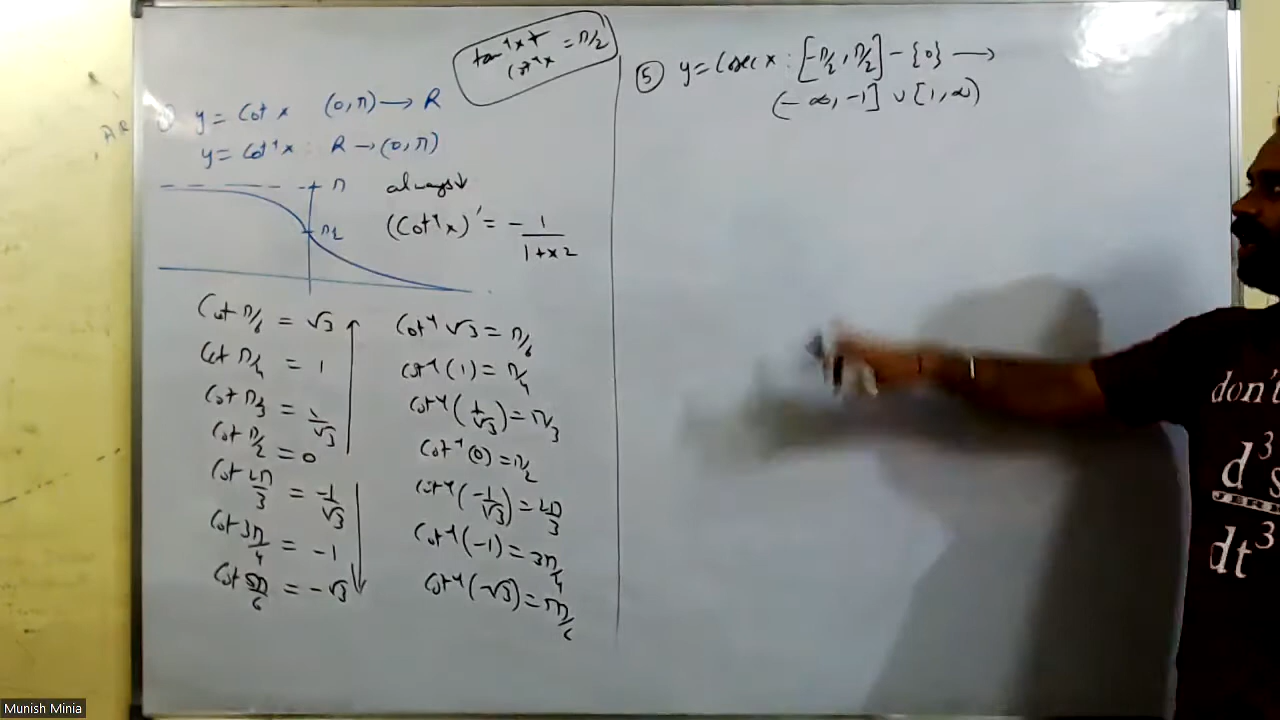 tan⁻¹x +
cot⁻¹x = π/2
y = Cot x (0, π) → R
y = Cot⁻¹x : R → (0, π)
π always ↓
π/2 (Cot⁻¹x)' = - 1/(1+x2)
Cot π/6 = √3 Cot⁻¹ √3 = π/6
Cot π/4 = 1 cot⁻¹ (1) = π/4
Cot π/3 = 1/√3 cot⁻¹ (1/√3) = π/3
Cot π/2 = 0 Cot⁻¹ (0) = π/2
Cot 2π/3 = -1/√3 cot⁻¹ (-1/√3) = 2π/3
Cot 3π/4 = -1 Cot⁻¹ (-1) = 3π/4
Cot 5π/6 = -√3 Cot⁻¹ (-√3) = 5π/6
⑤ y = Cosec x : [-π/2, π/2] - {0} →
(-∞, -1] ∪ [1, ∞)
don't
d³s
JERK
dt³
Munish Minia